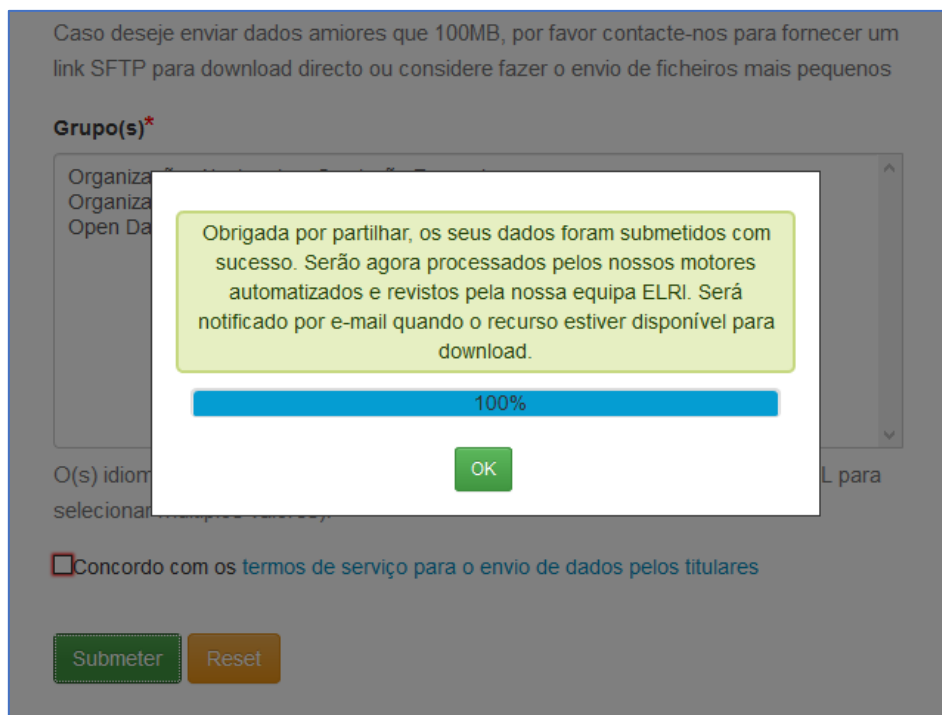 Caso deseje enviar dados amiores que 100MB, por favor contacte-nos para fornecer um
link SFTP para download directo ou considere fazer o envio de ficheiros mais pequenos
Grupo(s)*
Organiza
Organiza
Open Da
Obrigada por partilhar, os seus dados foram submetidos com
sucesso. Serão agora processados pelos nossos motores
automatizados e revistos pela nossa equipa ELRI. Será
notificado por e-mail quando o recurso estiver disponível para
download.
100%
OK
O(s) idiom L para
selecionar
Concordo com os termos de serviço para o envio de dados pelos titulares
Submeter Reset